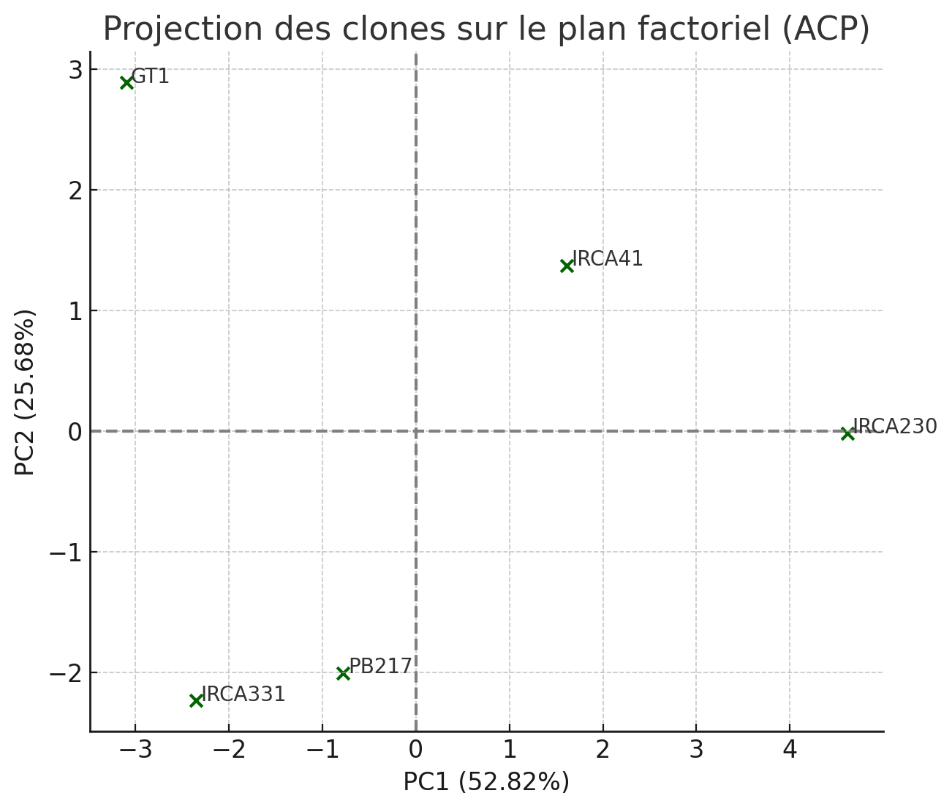 Projection des clones sur le plan factoriel (ACP)
3
GT1
2
IRCA41
1
PC2 (25.68%)
0
IRCA230
−1
−2
PB217
IRCA331
−3 −2 −1 0 1 2 3 4
PC1 (52.82%)